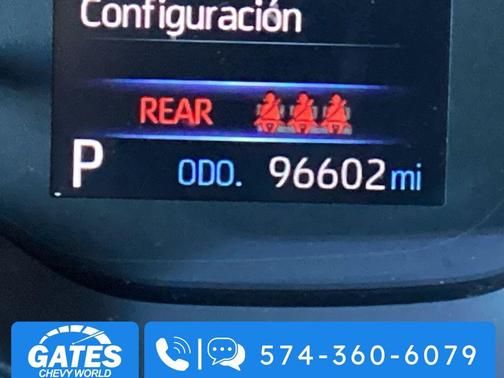 Configuración
REAR
P ODO. 96602 mi
GATES
CHEVY WORLD
574-360-6079